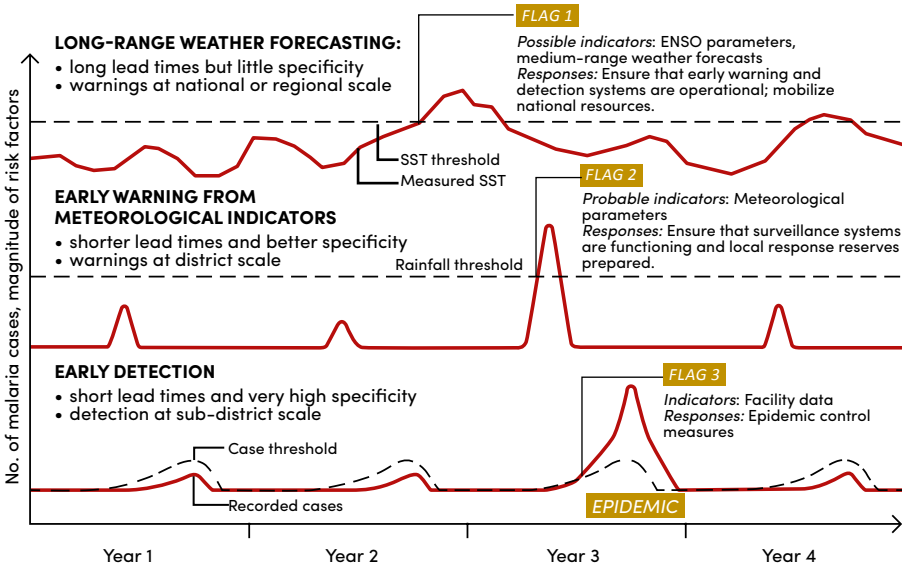 No. of malaria cases, magnitude of risk factors
LONG-RANGE WEATHER FORECASTING:
• long lead times but little specificity
• warnings at national or regional scale
FLAG 1
Possible indicators: ENSO parameters,
medium-range weather forecasts
Responses: Ensure that early warning and
detection systems are operational; mobilize
national resources.
SST threshold
Measured SST
EARLY WARNING FROM
METEOROLOGICAL INDICATORS
• shorter lead times and better specificity
• warnings at district scale
Rainfall threshold
FLAG 2
Probable indicators: Meteorological
parameters
Responses: Ensure that surveillance systems
are functioning and local response reserves
prepared.
EARLY DETECTION
• short lead times and very high specificity
• detection at sub-district scale
Case threshold
Recorded cases
FLAG 3
Indicators: Facility data
Responses: Epidemic control
measures
EPIDEMIC
Year 1
Year 2
Year 3
Year 4